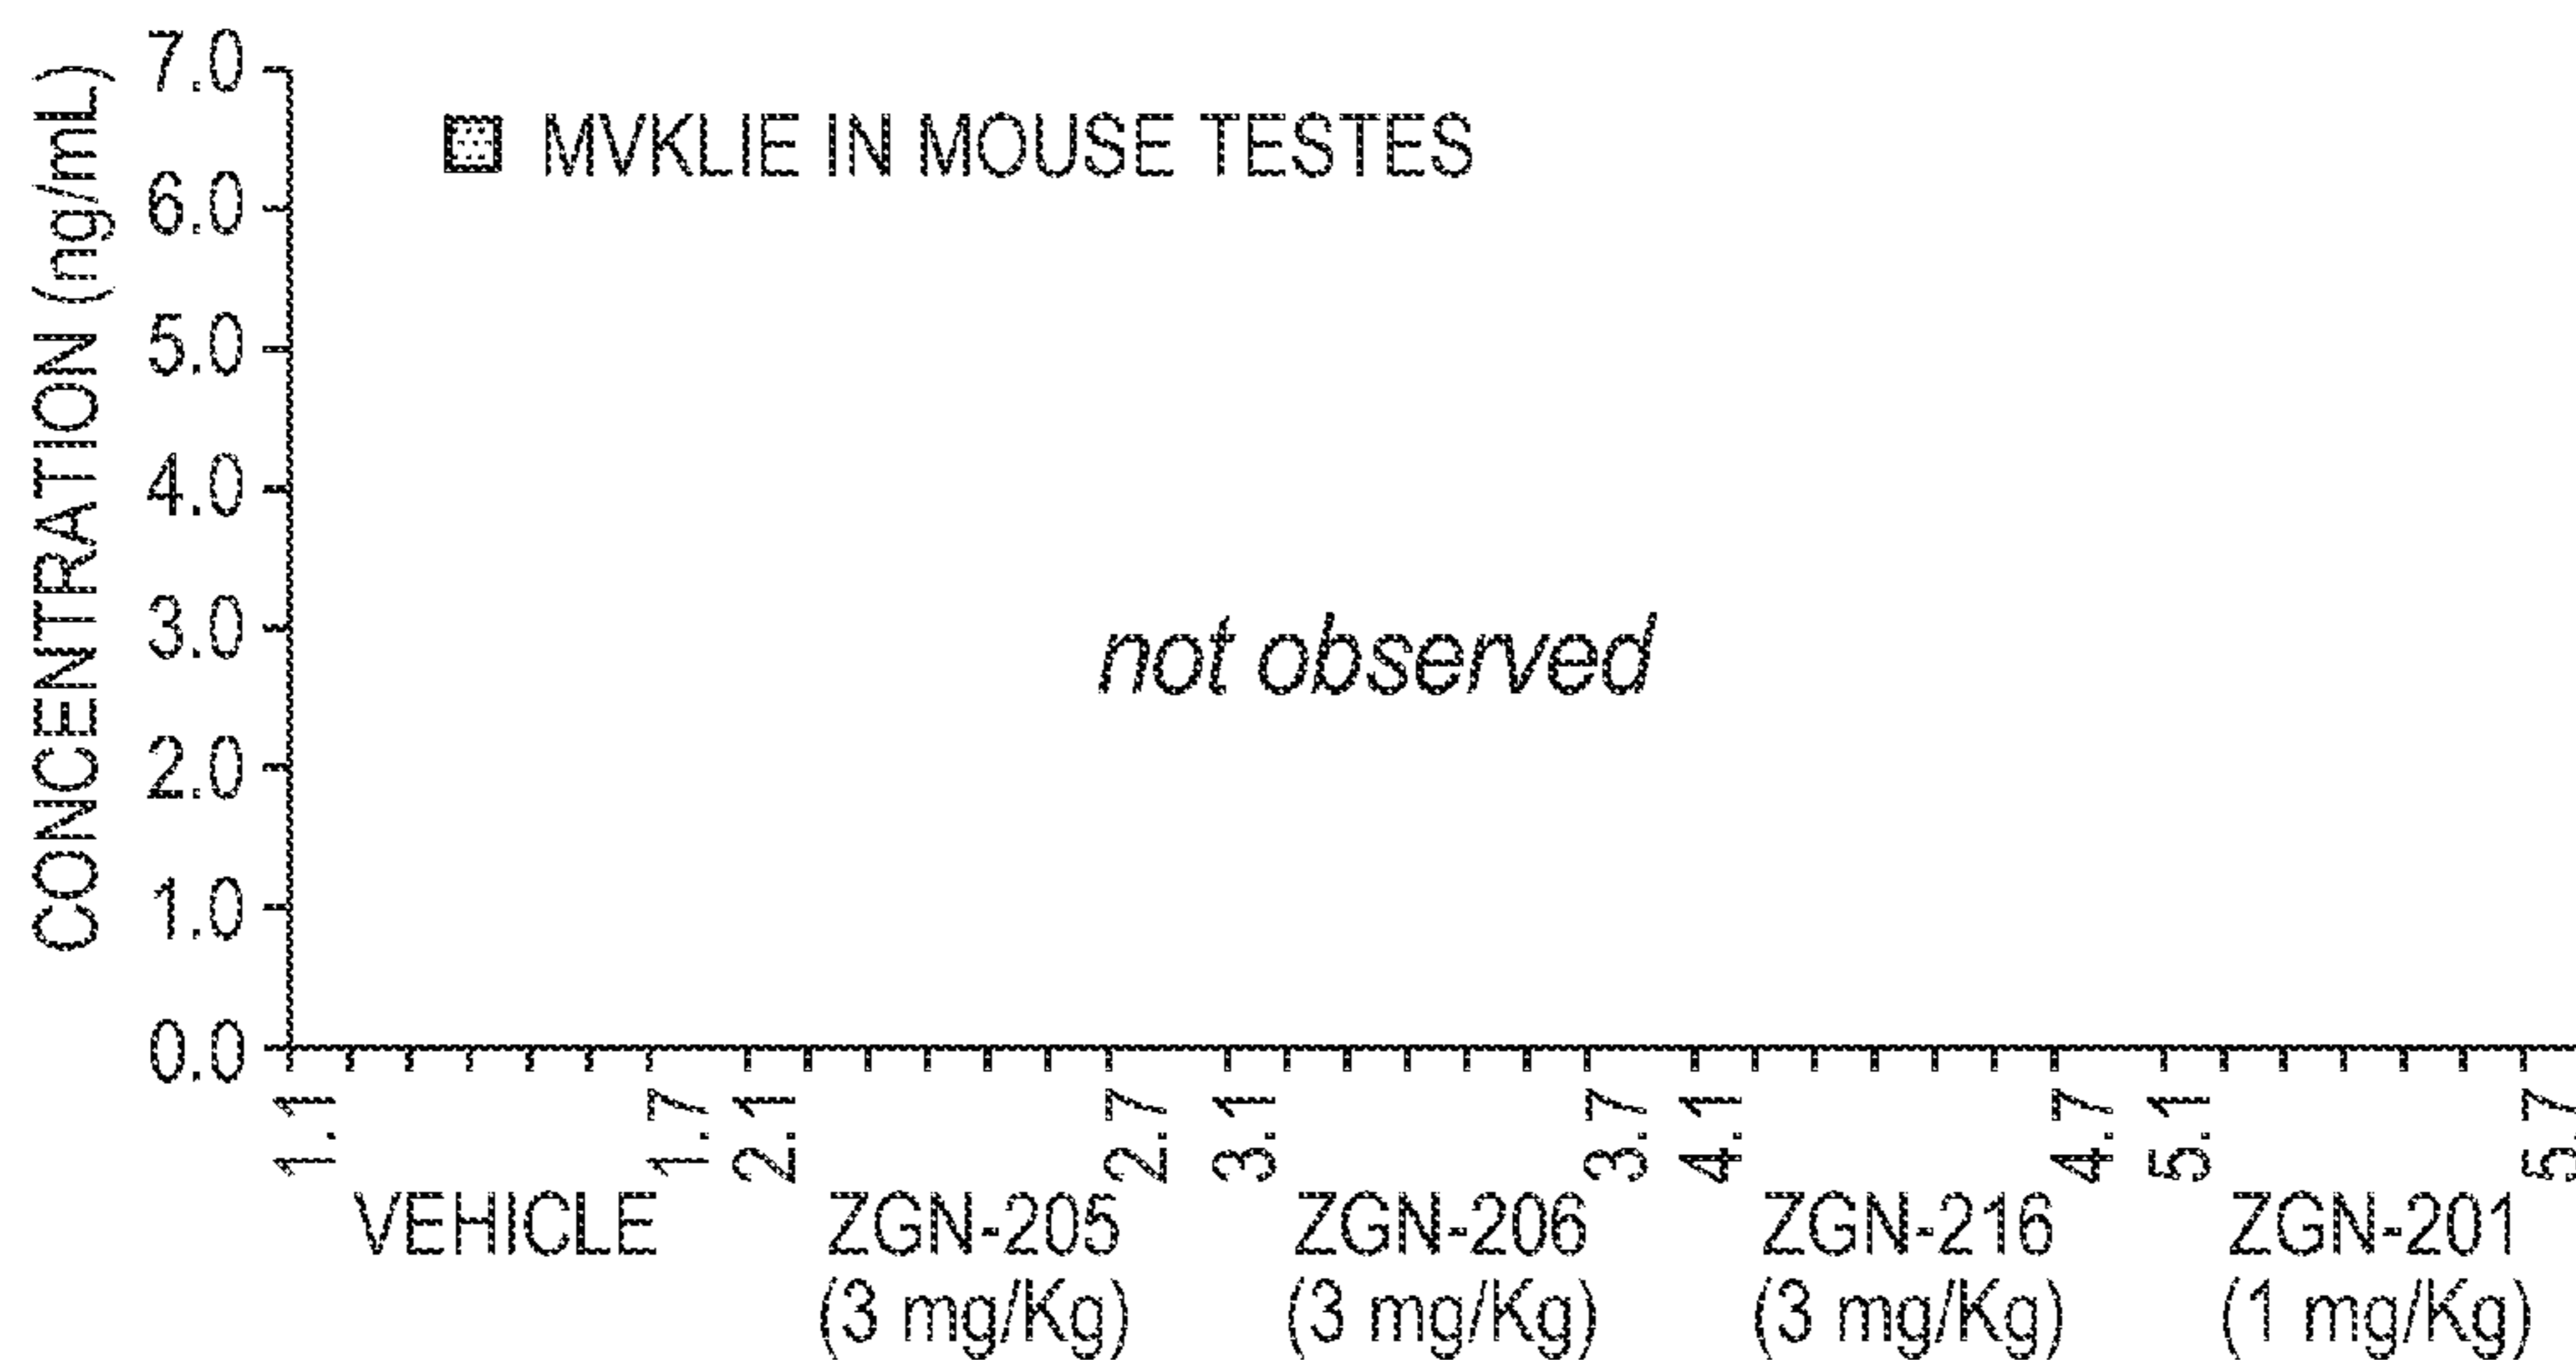 CONCENTRATION (ng/mL)
7.0
6.0
5.0
4.0
3.0
2.0
1.0
0.0
MVKLIE IN MOUSE TESTES
not observed
1.1
1.7
2.1
2.7
3.1
3.7
4.1
4.7
5.1
5.7
VEHICLE
ZGN-205
(3 mg/Kg)
ZGN-206
(3 mg/Kg)
ZGN-216
(3 mg/Kg)
ZGN-201
(1 mg/Kg)